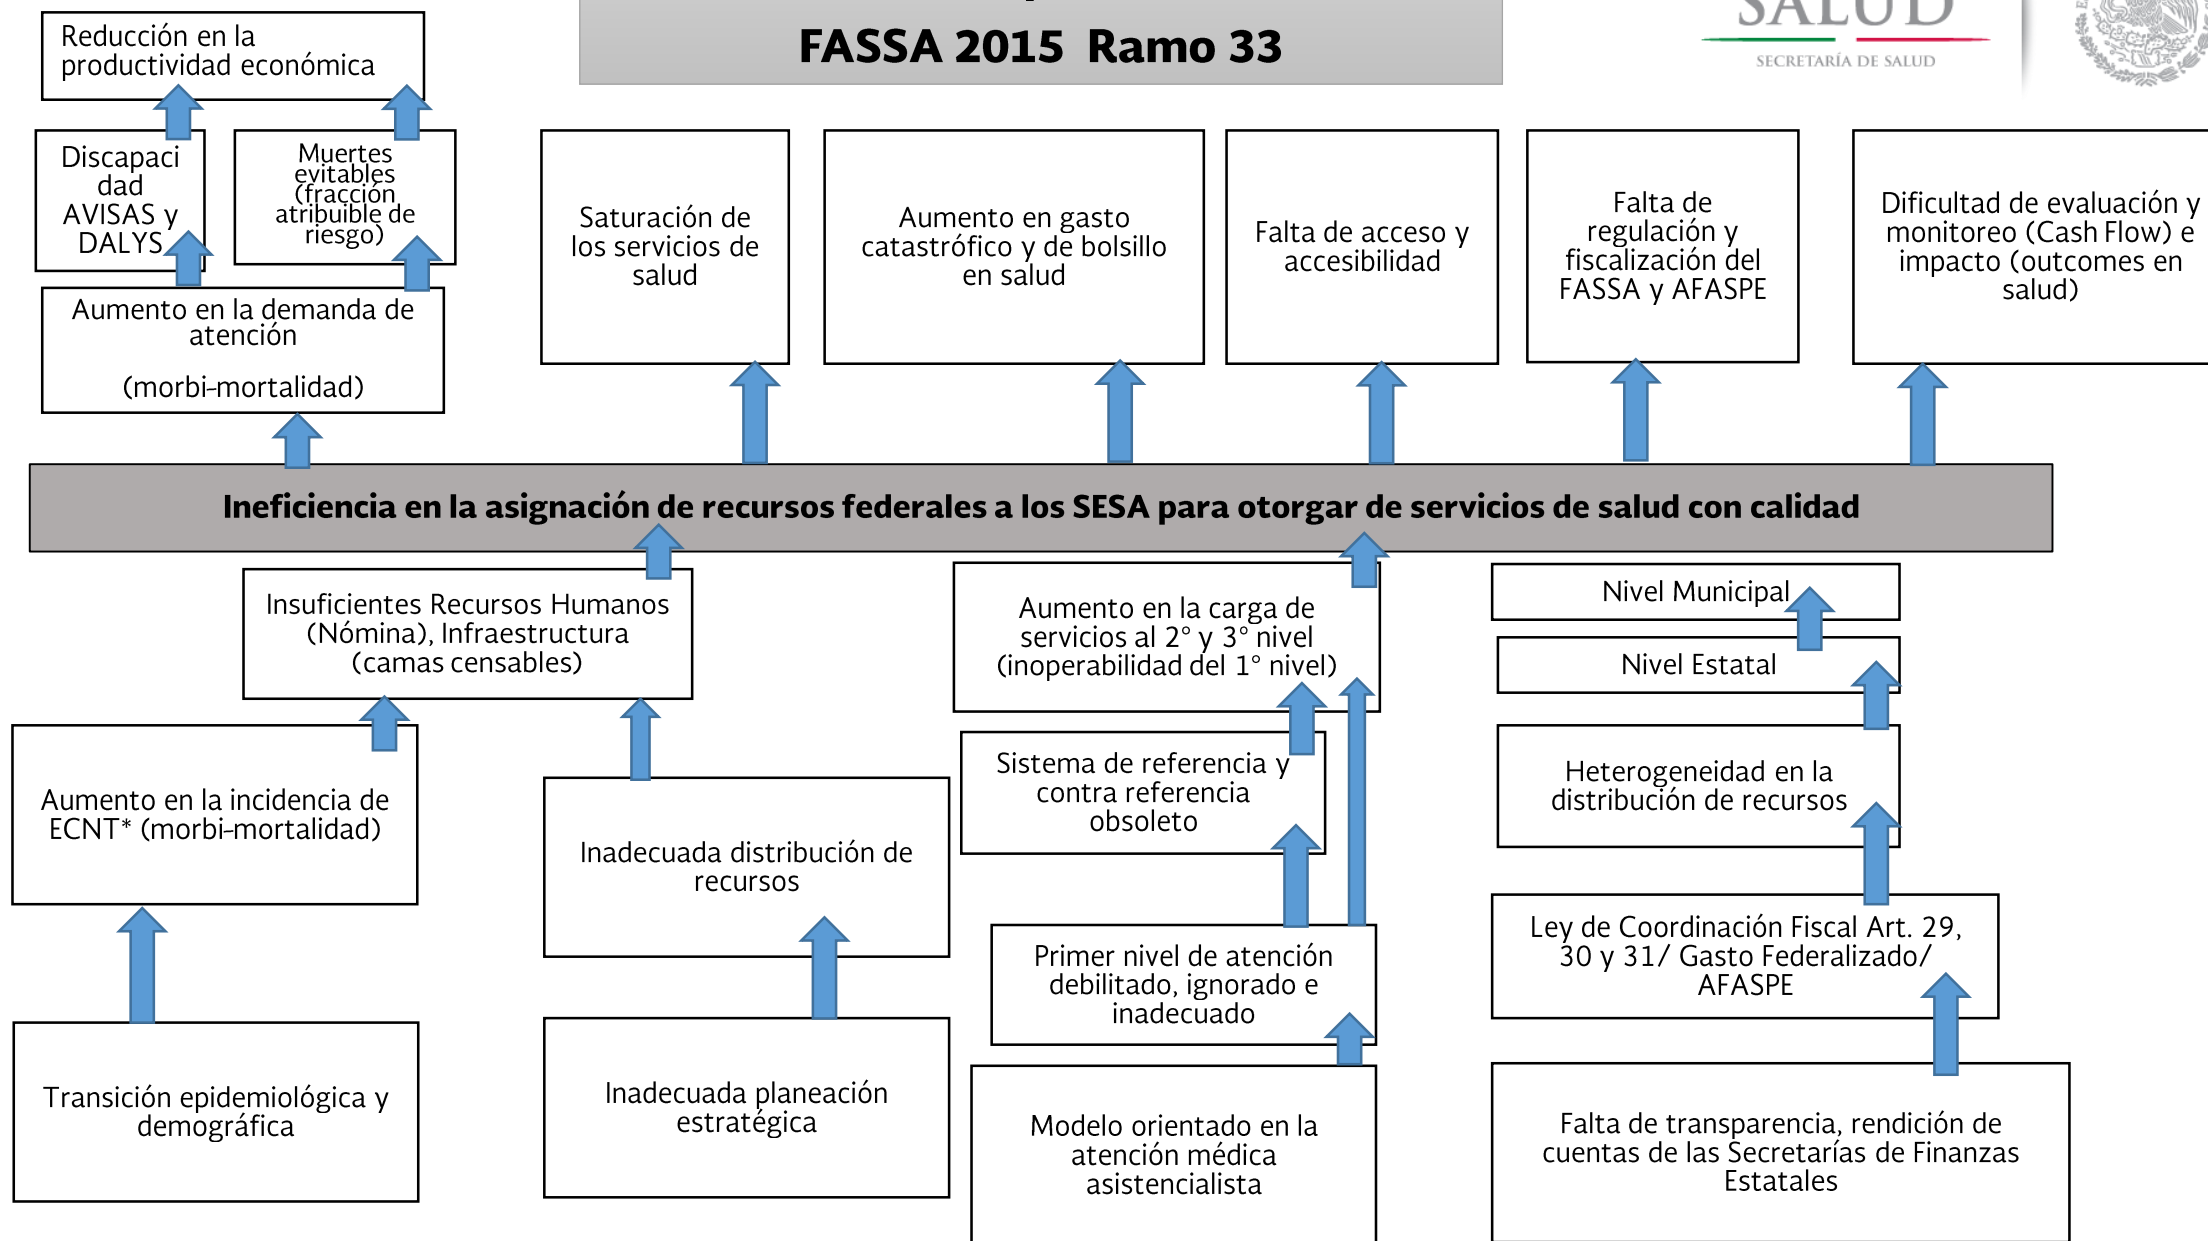 FASSA 2015 Ramo 33
SALUD
SECRETARÍA DE SALUD
Reducción en la
productividad económica
Discapaci
dad
AVISAS y
DALYS
Muertes
evitables
(fracción
atribuible de
riesgo)
Aumento en la demanda de
atención
(morbi-mortalidad)
Saturación de
los servicios de
salud
Aumento en gasto
catastrófico y de bolsillo
en salud
Falta de acceso y
accesibilidad
Falta de
regulación y
fiscalización del
FASSA y AFASPE
Dificultad de evaluación y
monitoreo (Cash Flow) e
impacto (outcomes en
salud)
Ineficiencia en la asignación de recursos federales a los SESA para otorgar de servicios de salud con calidad
Insuficientes Recursos Humanos
(Nómina), Infraestructura
(camas censables)
Aumento en la incidencia de
ECNT* (morbi-mortalidad)
Transición epidemiológica y
demográfica
Inadecuada distribución de
recursos
Inadecuada planeación
estratégica
Aumento en la carga de
servicios al 2° y 3° nivel
(inoperabilidad del 1° nivel)
Sistema de referencia y
contra referencia
obsoleto
Primer nivel de atención
debilitado, ignorado e
inadecuado
Modelo orientado en la
atención médica
asistencialista
Nivel Municipal
Nivel Estatal
Heterogeneidad en la
distribución de recursos
Ley de Coordinación Fiscal Art. 29,
30 y 31/ Gasto Federalizado/
AFASPE
Falta de transparencia, rendición de
cuentas de las Secretarías de Finanzas
Estatales